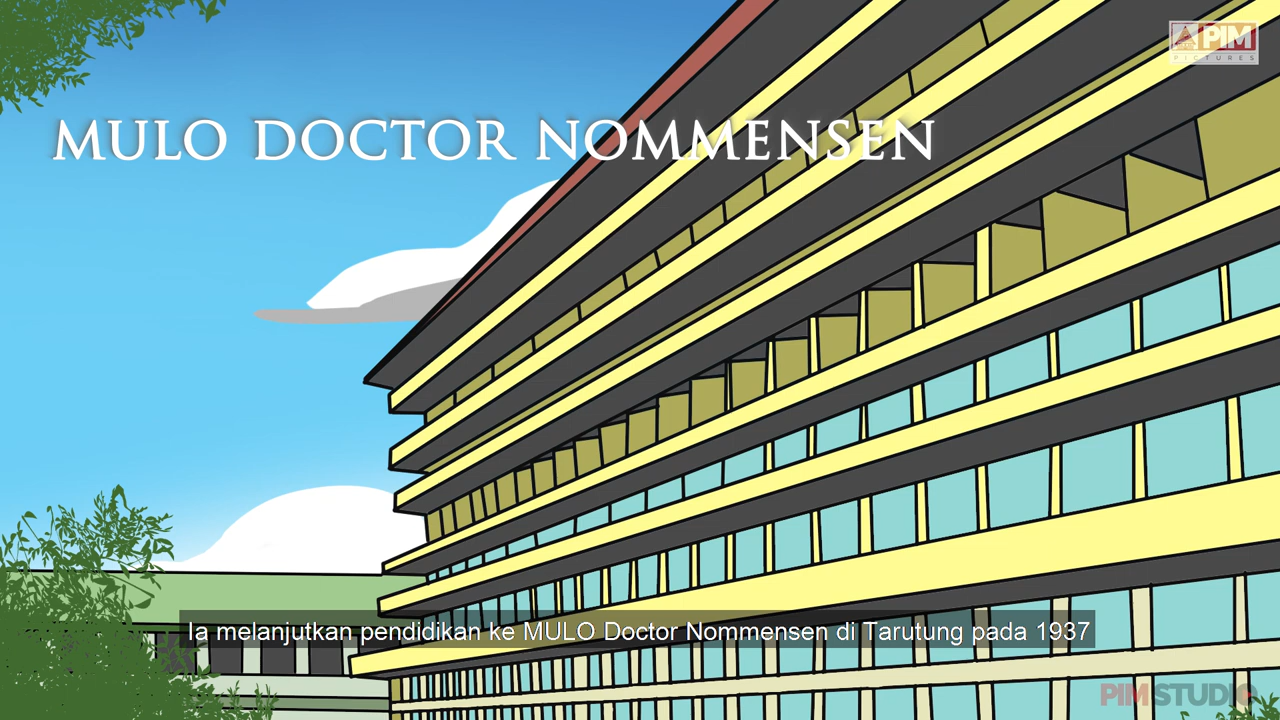 PIM
PICTURES
MULO DOCTOR NOMMENSEN
Ia melanjutkan pendidikan ke MULO Doctor Nommensen di Tarutung pada 1937
PIMSTUDIO